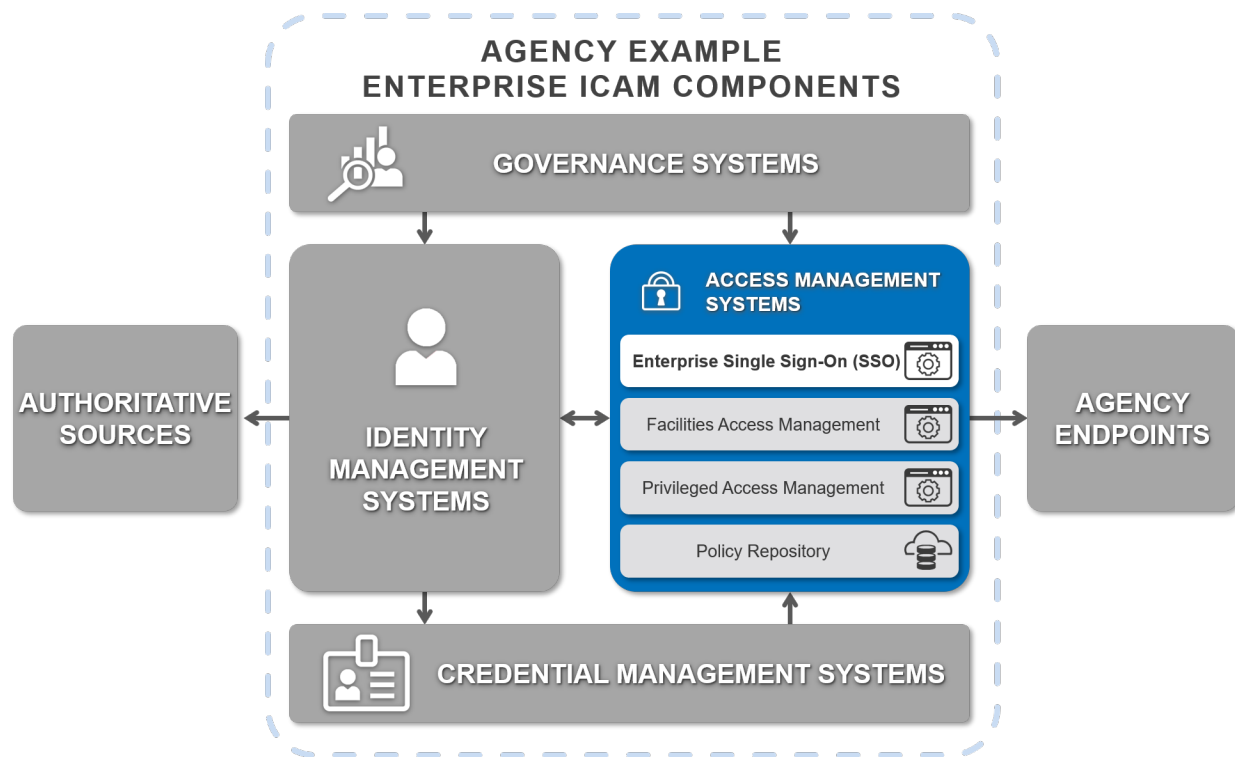 AGENCY EXAMPLE
ENTERPRISE ICAM COMPONENTS
GOVERNANCE SYSTEMS
AUTHORITATIVE
SOURCES
IDENTITY
MANAGEMENT
SYSTEMS
ACCESS MANAGEMENT
SYSTEMS
Enterprise Single Sign-On (SSO)
Facilities Access Management
Privileged Access Management
Policy Repository
AGENCY
ENDPOINTS
CREDENTIAL MANAGEMENT SYSTEMS